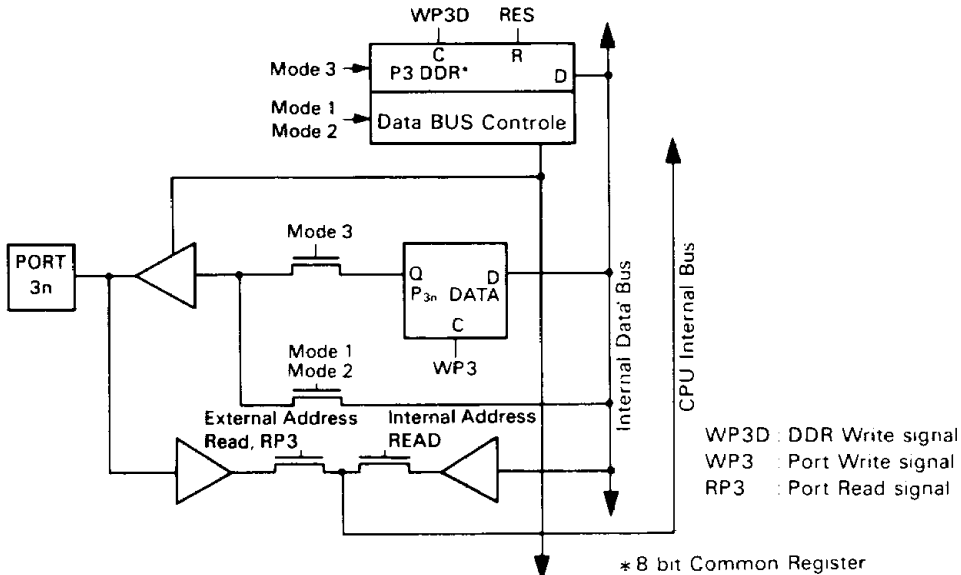 WP3D RES
Mode 3
C R
P3 DDR* D
Mode 1
Mode 2
Data BUS Controle
PORT
3n
Mode 3
Q D
P3n DATA
C
WP3
Mode 1
Mode 2
External Address
Read, RP3
Internal Address
READ
Internal Data Bus
CPU Internal Bus
WP3D : DDR Write signal
WP3 : Port Write signal
RP3 : Port Read signal
*8 bit Common Register